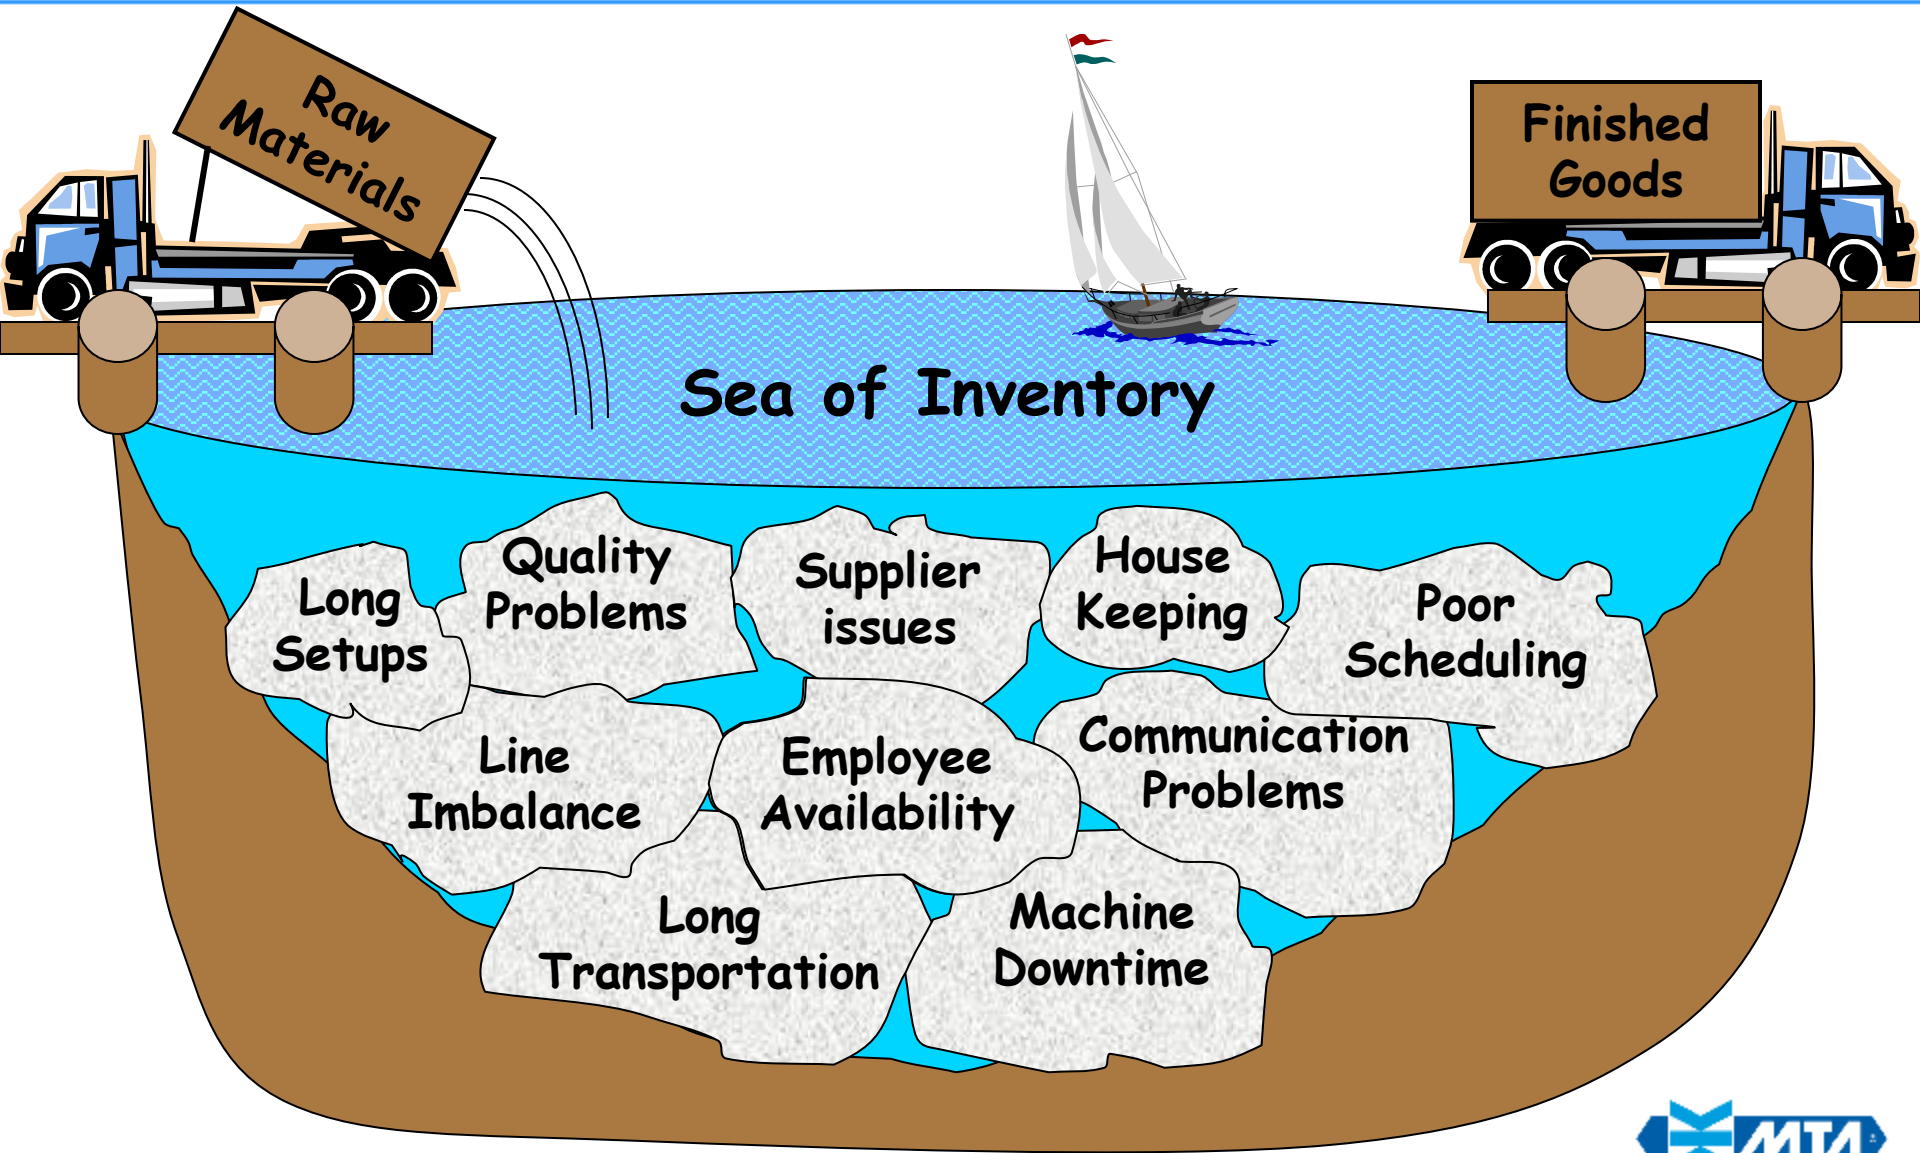 Raw
Materials
Finished
Goods
Sea of Inventory
Long
Setups
Quality
Problems
Supplier
issues
House
Keeping
Poor
Scheduling
Line
Imbalance
Employee
Availability
Communication
Problems
Long
Transportation
Machine
Downtime
MTA